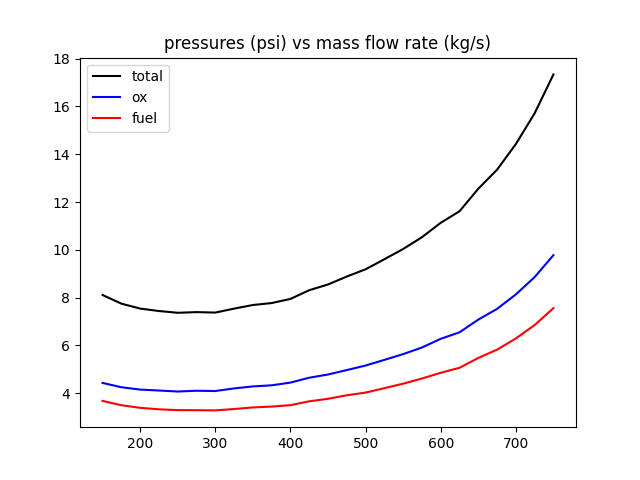 pressures (psi) vs mass flow rate (kg/s)
total
ox
fuel
18
16
14
12
10
8
6
4
200 300 400 500 600 700